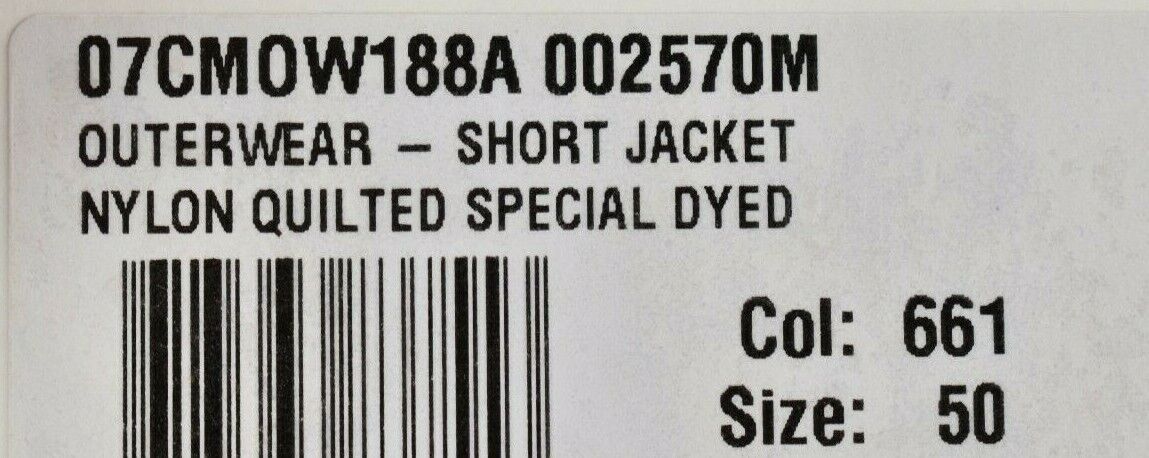 07CMOW188A 002570M
OUTERWEAR – SHORT JACKET
NYLON QUILTED SPECIAL DYED
Col: 661
Size: 50